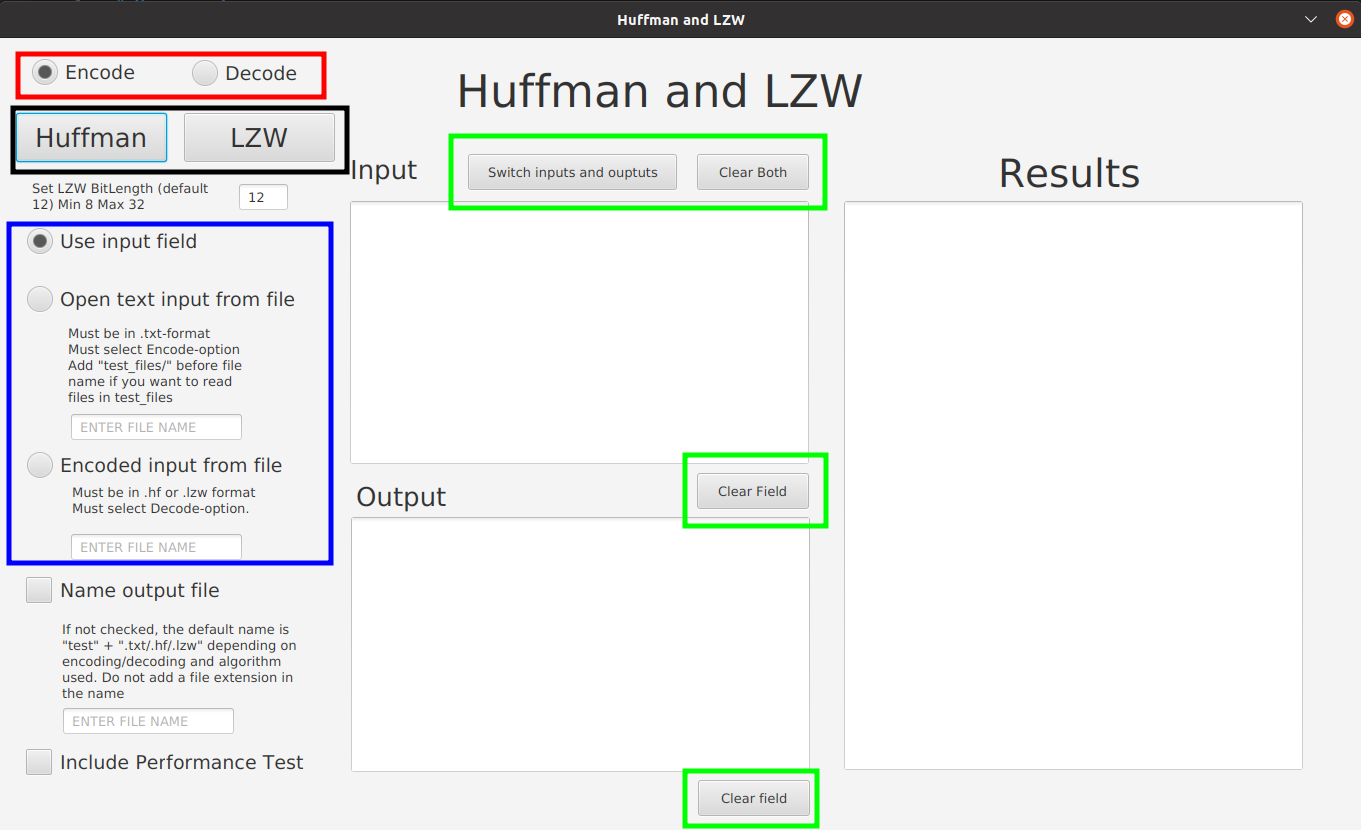 Huffman and LZW
Encode
Decode
Huffman and LZW
Huffman
LZW
Input
Switch inputs and ouptuts
Clear Both
Results
Set LZW BitLength (default
12) Min 8 Max 32
12
Use input field
Open text input from file
Must be in .txt-format
Must select Encode-option
Add "test_files/" before file
name if you want to read
files in test_files
ENTER FILE NAME
Encoded input from file
Must be in .hf or .lzw format
Must select Decode-option.
ENTER FILE NAME
Output
Clear Field
Name output file
If not checked, the default name is
"test" + ".txt/.hf/.lzw" depending on
encoding/decoding and algorithm
used. Do not add a file extension in
the name
ENTER FILE NAME
Include Performance Test
Clear field